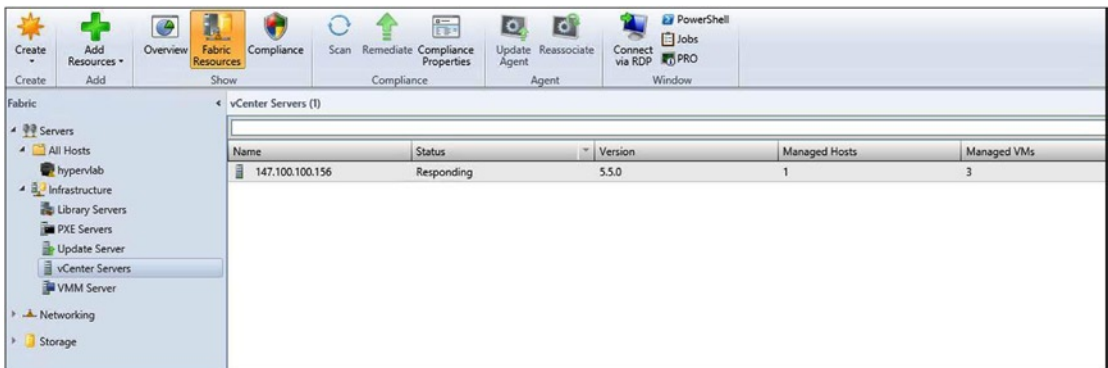 Create
Add Resources
Overview
Fabric Resources
Compliance
Scan
Remediate
Compliance Properties
Update Agent
Reassociate
Connect via RDP
PowerShell
Jobs
PRO
Create
Add
Show
Compliance
Agent
Window
Fabric
vCenter Servers (1)
Servers
All Hosts
hypervlab
Infrastructure
Library Servers
PXE Servers
Update Server
vCenter Servers
VMM Server
Networking
Storage
Name Status Version Managed Hosts Managed VMs
147.100.100.156 Responding 5.5.0 1 3